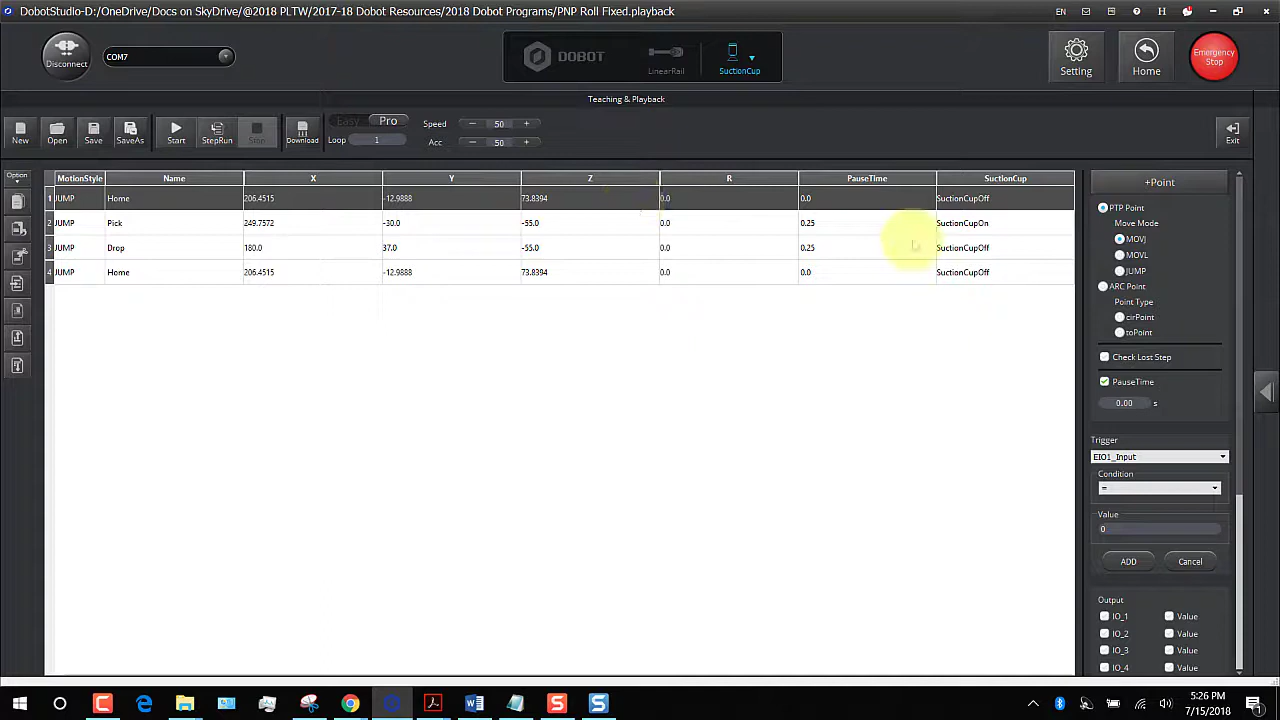 DobotStudio-D:/OneDrive/Docs on SkyDrive/@2018 PLTW/2017-18 Dobot Resources/2018 Dobot Programs/PNP Roll Fixed.playback
EN
H
Disconnect
COM7
DOBOT
LinearRail
SuctionCup
Setting
Home
Emergency
Stop
Teaching & Playback
New
Open
Save
SaveAs
Start
StepRun
Stop
Download
Easy
Pro
Loop
1
Speed
− 50 +
Acc
− 50 +
Exit
Option
MotionStyle Name X Y Z R PauseTime SuctionCup
1 JUMP Home 206.4515 -12.9888 73.8394 0.0 0.0 SuctionCupOff
2 JUMP Pick 249.7572 -30.0 -55.0 0.0 0.25 SuctionCupOn
3 JUMP Drop 180.0 37.0 -55.0 0.0 0.25 SuctionCupOff
4 JUMP Home 206.4515 -12.9888 73.8394 0.0 0.0 SuctionCupOff
+Point
PTP Point
Move Mode
MOVJ
MOVL
JUMP
ARC Point
Point Type
cirPoint
toPoint
Check Lost Step
PauseTime
0.00 s
Trigger
EIO1_Input
Condition
=
Value
0
ADD
Cancel
Output
IO_1 Value
IO_2 Value
IO_3 Value
IO_4 Value
5:26 PM
7/15/2018